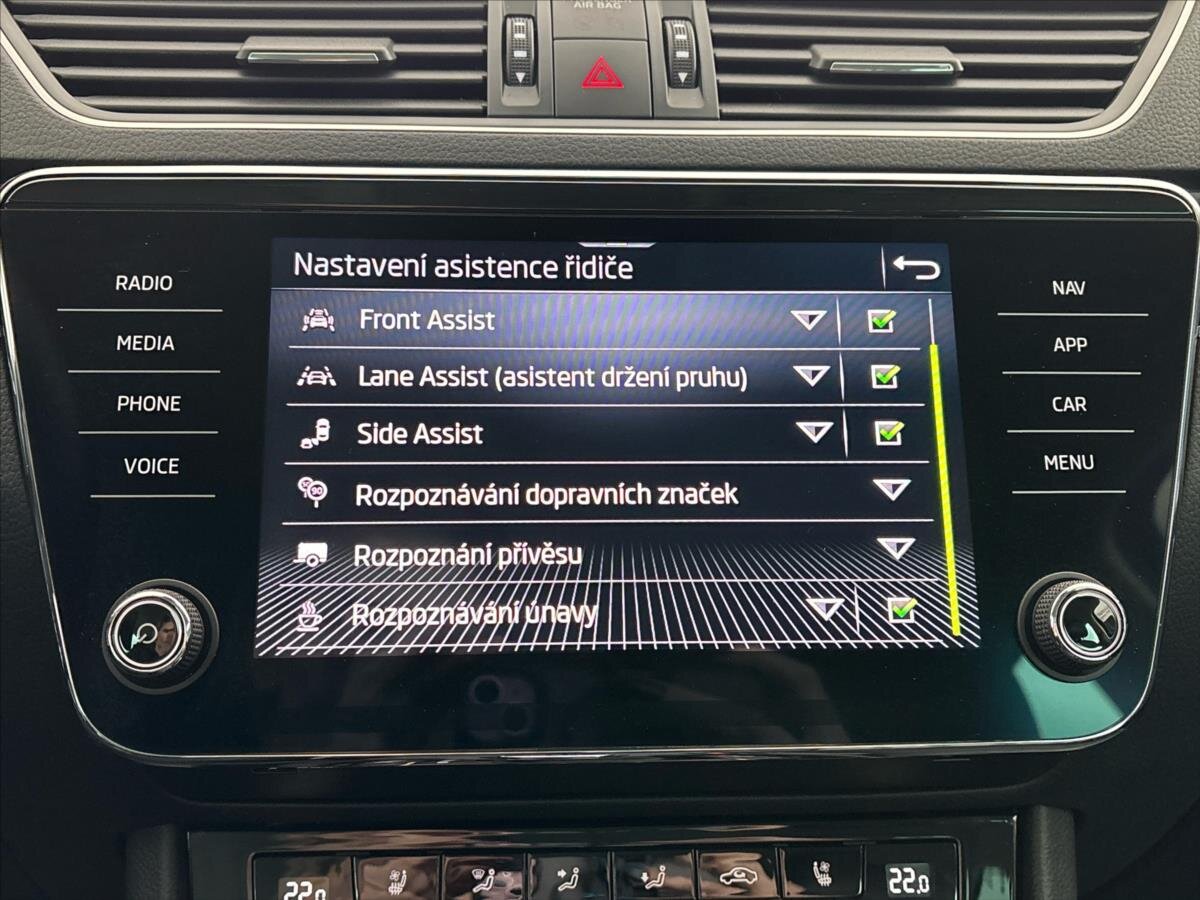 AIR BAG
Nastavení asistence řidiče
RADIO
MEDIA
PHONE
VOICE
Front Assist
Lane Assist (asistent držení pruhu)
Side Assist
Rozpoznávání dopravních značek
90
Rozpoznání přívěsu
Rozpoznávání únavy
NAV
APP
CAR
MENU
22.0
22.0